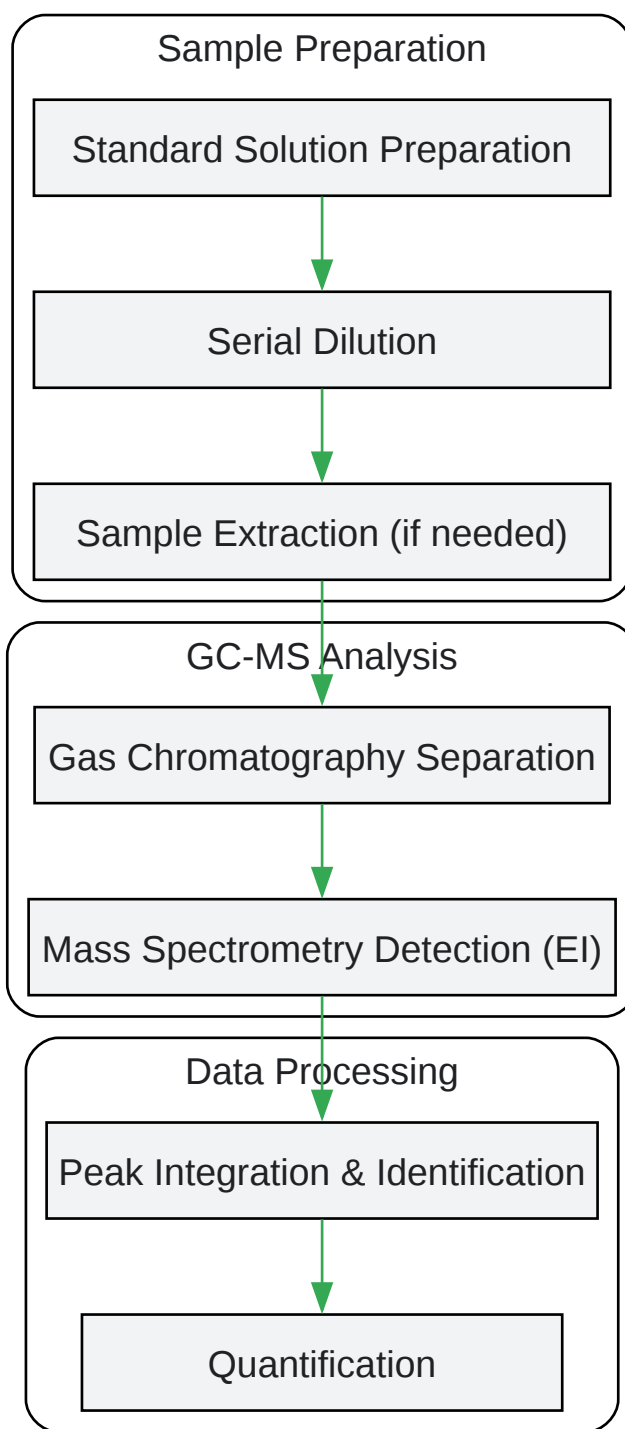 Sample Preparation
Standard Solution Preparation
Serial Dilution
Sample Extraction (if needed)
GC-MS Analysis
Gas Chromatography Separation
Mass Spectrometry Detection (EI)
Data Processing
Peak Integration & Identification
Quantification